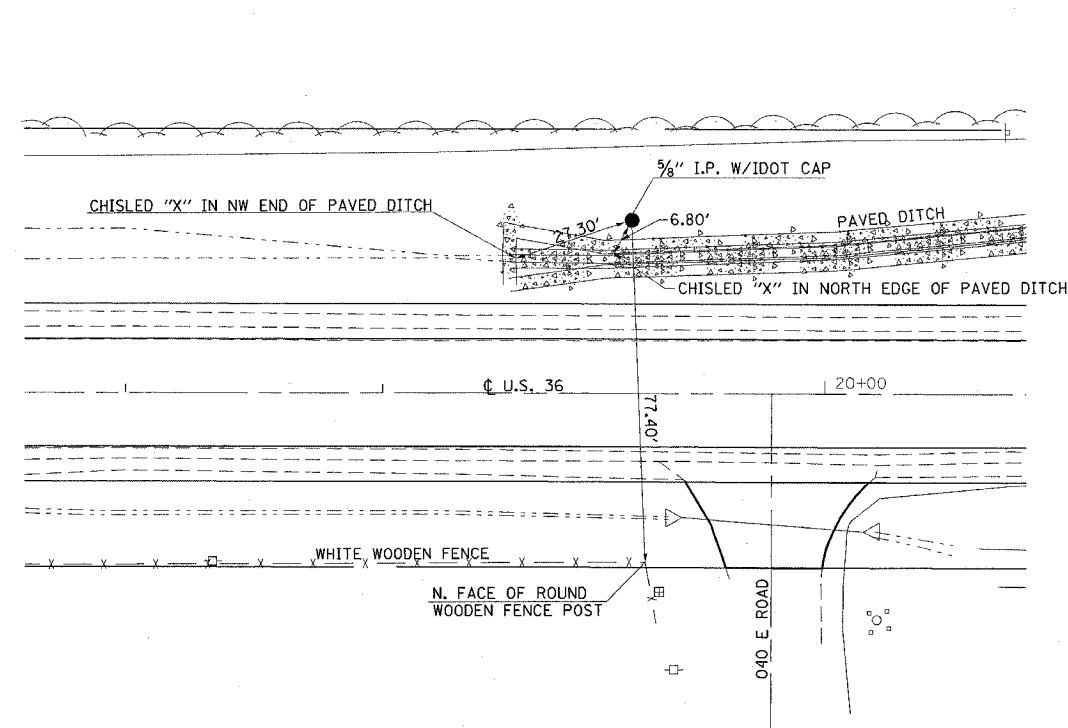 5/8" I.P. W/IDOT CAP
CHISLED "X" IN NW END OF PAVED DITCH
27.30'
6.80'
PAVED DITCH
CHISLED "X" IN NORTH EDGE OF PAVED DITCH
℄ U.S. 36
20+00
77.40'
WHITE WOODEN FENCE
N. FACE OF ROUND
WOODEN FENCE POST
040 E ROAD